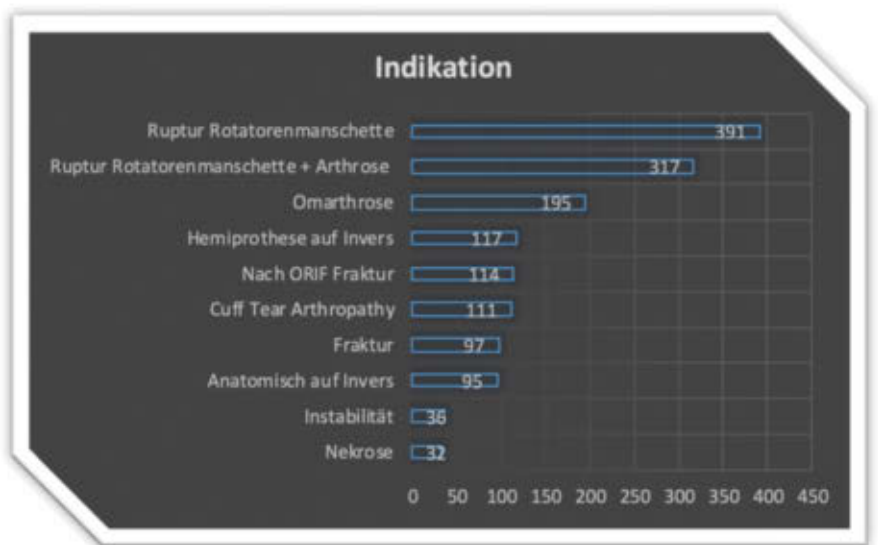 Indikation
Ruptur Rotatorenmanschette 391
Ruptur Rotatorenmanschette + Arthrose 317
Omarthrose 195
Hemiprothese auf Invers 117
Nach ORIF Fraktur 114
Cuff Tear Arthropathy 111
Fraktur 97
Anatomisch auf Invers 95
Instabilität 36
Nekrose 32
0 50 100 150 200 250 300 350 400 450